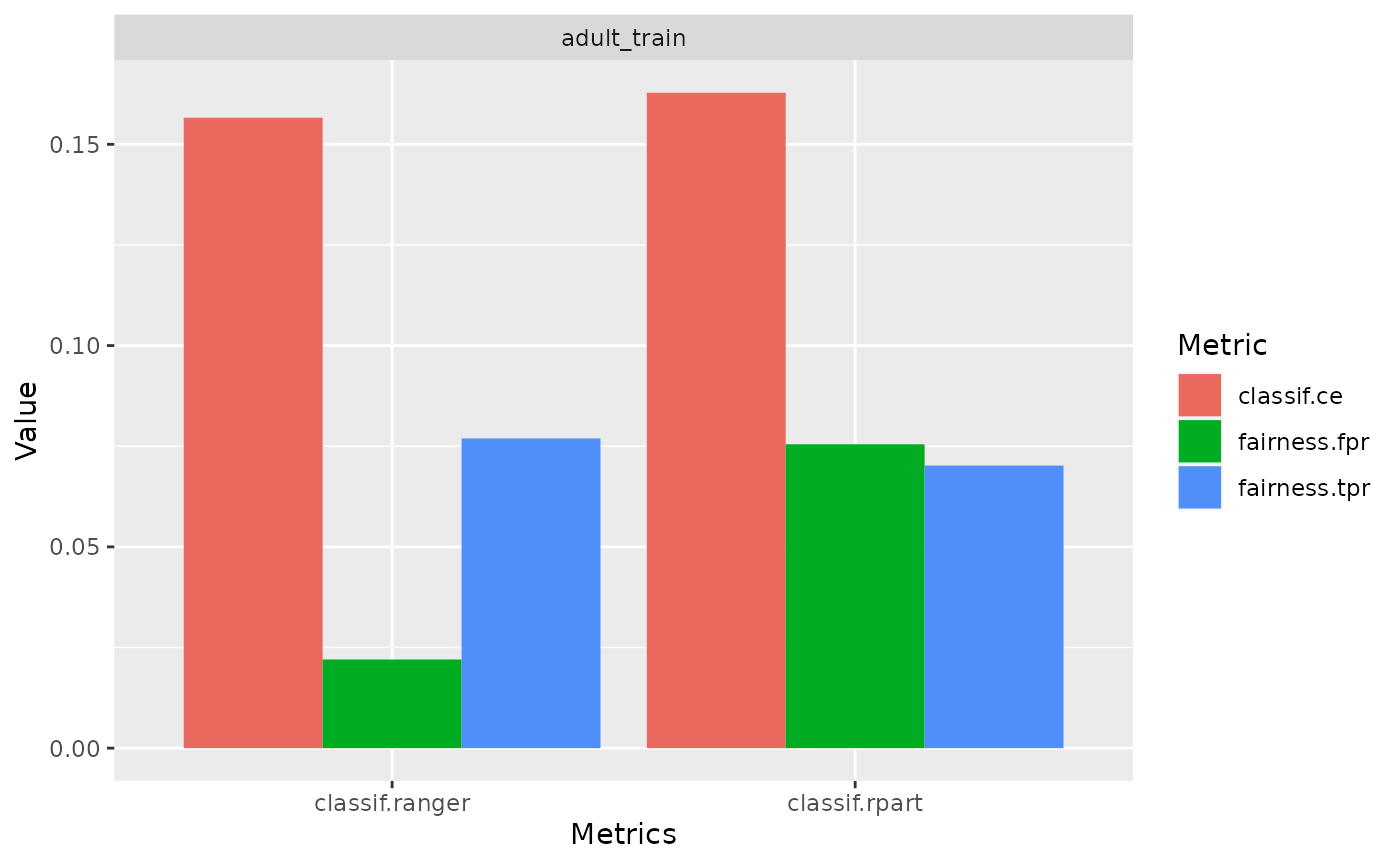 adult_train
0.15
0.10
0.05
0.00
Value
classif.ranger
classif.rpart
Metrics
Metric
classif.ce
fairness.fpr
fairness.tpr